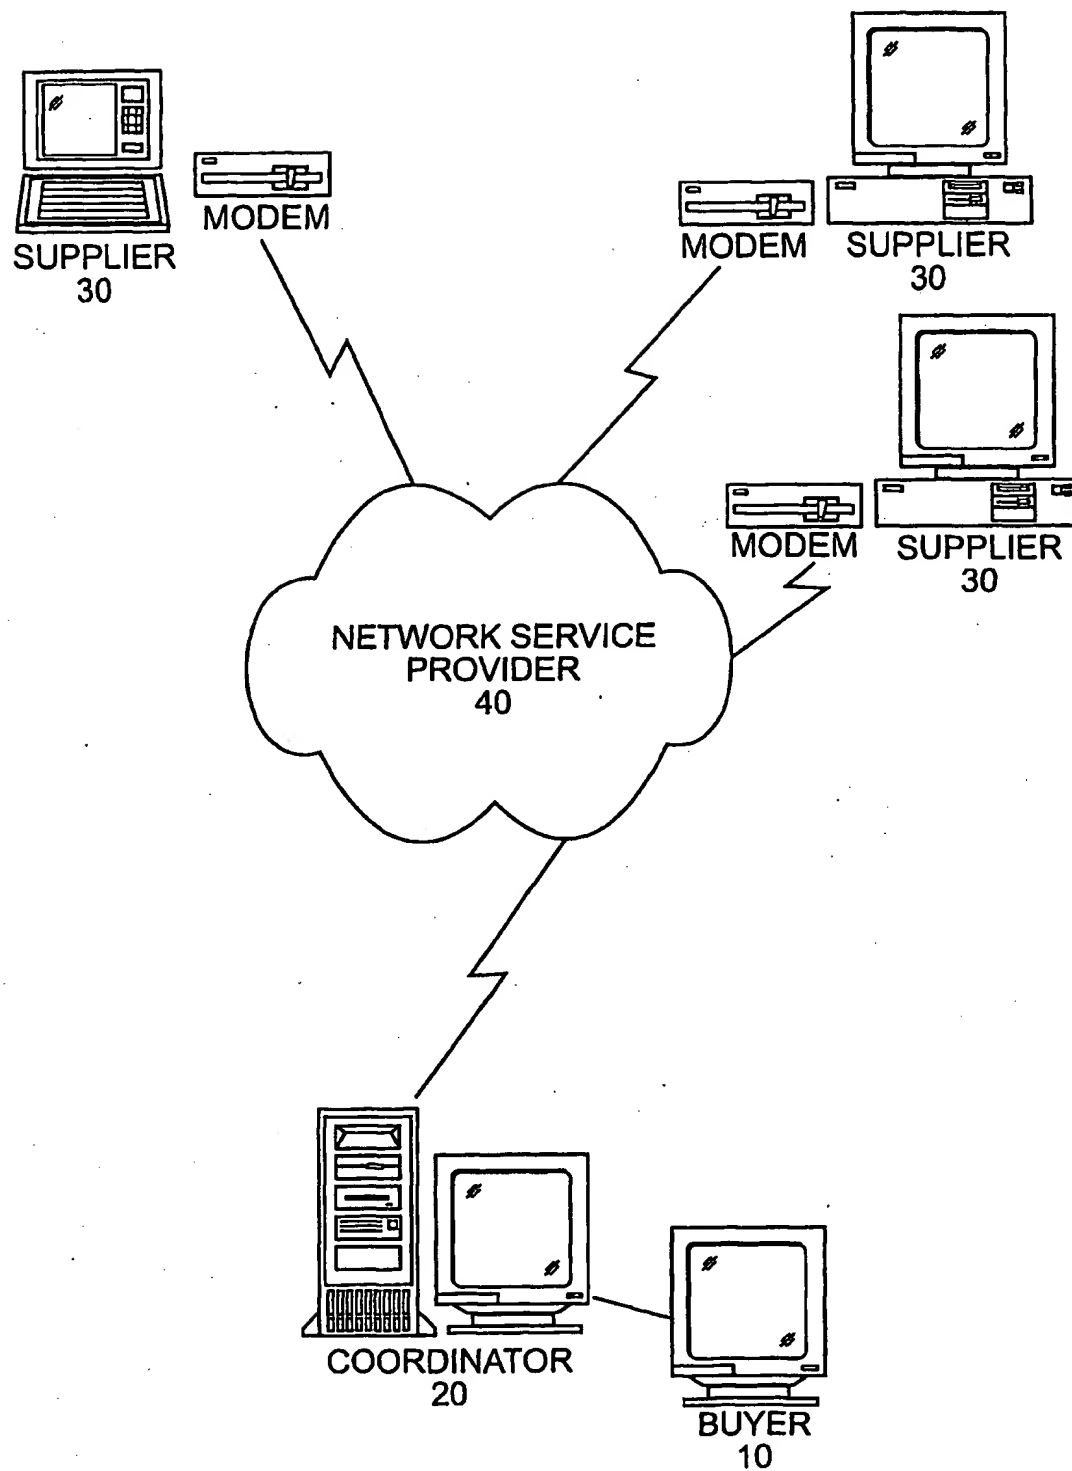 MODEM
SUPPLIER
30
MODEM
SUPPLIER
30
MODEM
SUPPLIER
30
NETWORK SERVICE
PROVIDER
40
COORDINATOR
20
BUYER
10